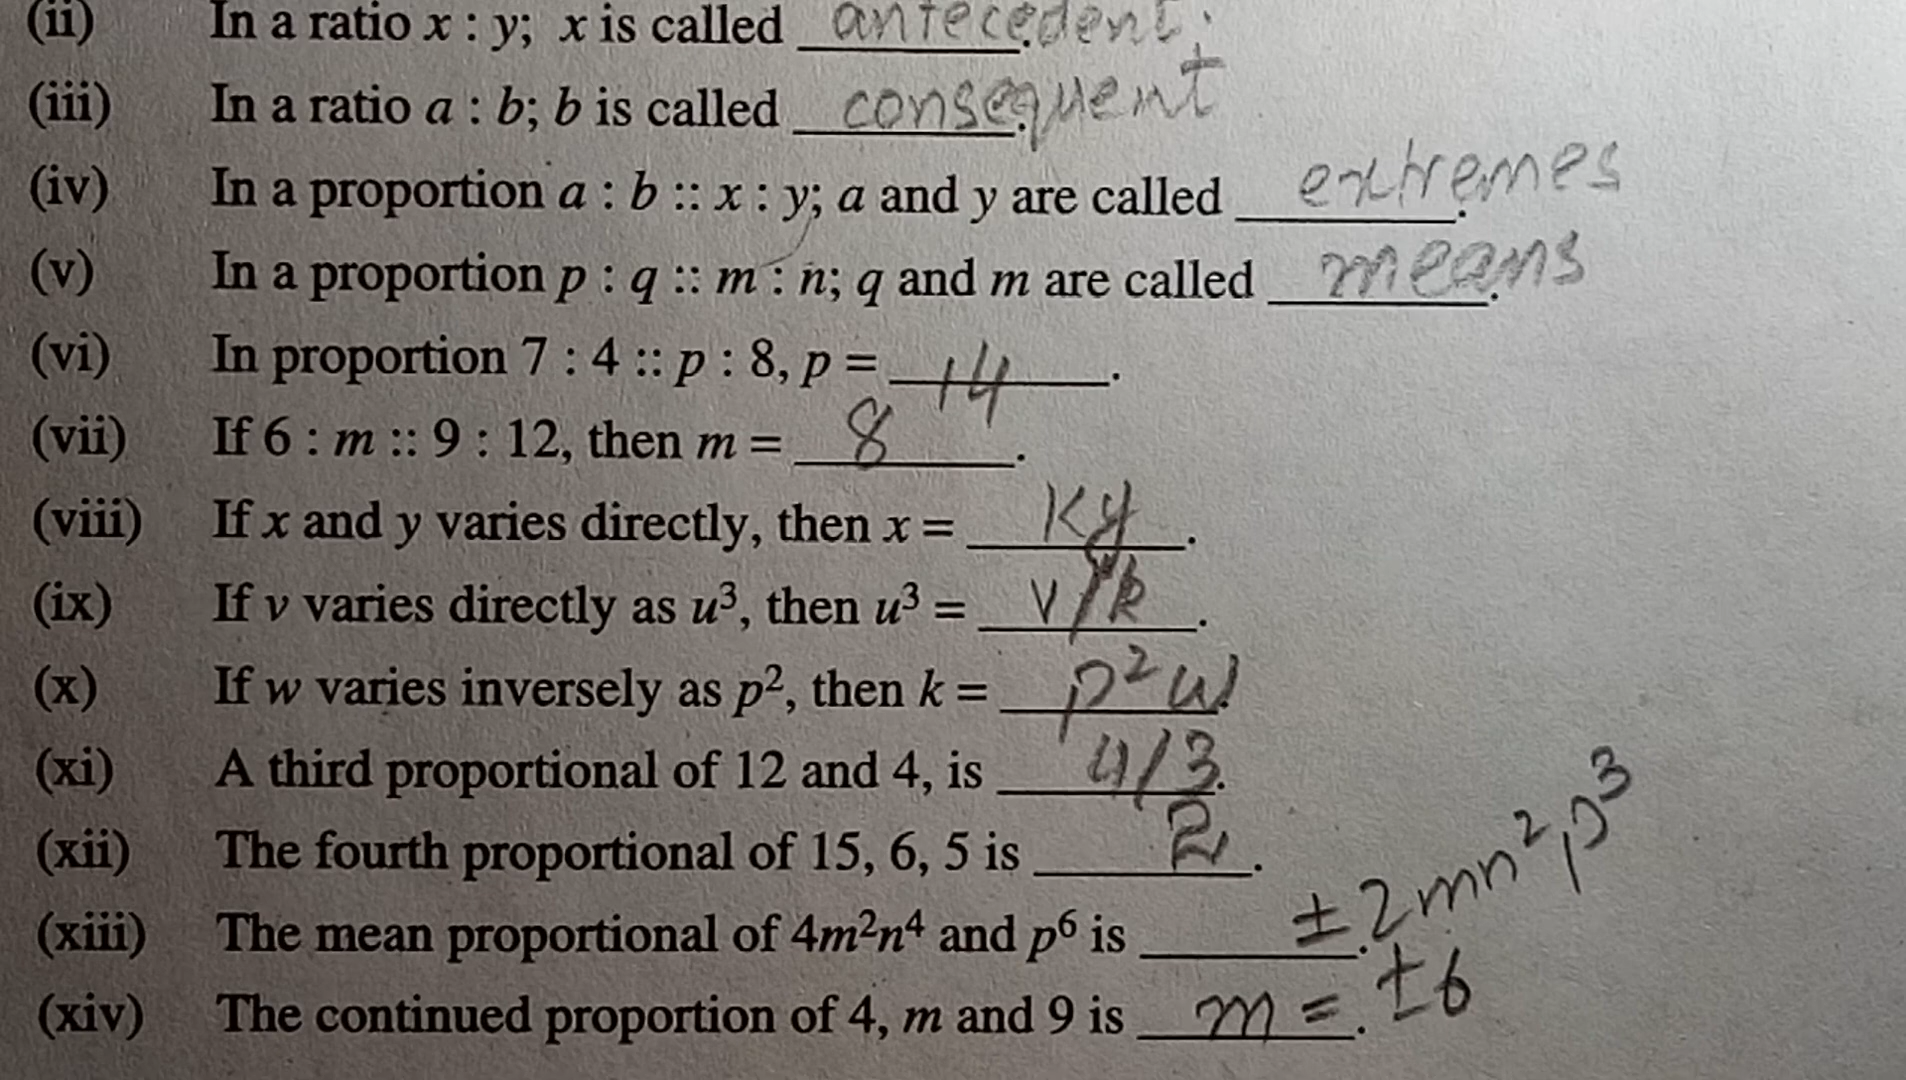 (ii) In a ratio x : y; x is called antecedent.
(iii) In a ratio a : b; b is called consequent.
(iv) In a proportion a : b :: x : y; a and y are called extremes.
(v) In a proportion p : q :: m : n; q and m are called means.
(vi) In proportion 7 : 4 :: p : 8, p = 14.
(vii) If 6 : m :: 9 : 12, then m = 8.
(viii) If x and y varies directly, then x = ky.
(ix) If v varies directly as u³, then u³ = v/k.
(x) If w varies inversely as p², then k = p²w.
(xi) A third proportional of 12 and 4, is 4/3.
(xii) The fourth proportional of 15, 6, 5 is 2.
(xiii) The mean proportional of 4m²n⁴ and p⁶ is ±2mn²p³.
(xiv) The continued proportion of 4, m and 9 is m = ±6.